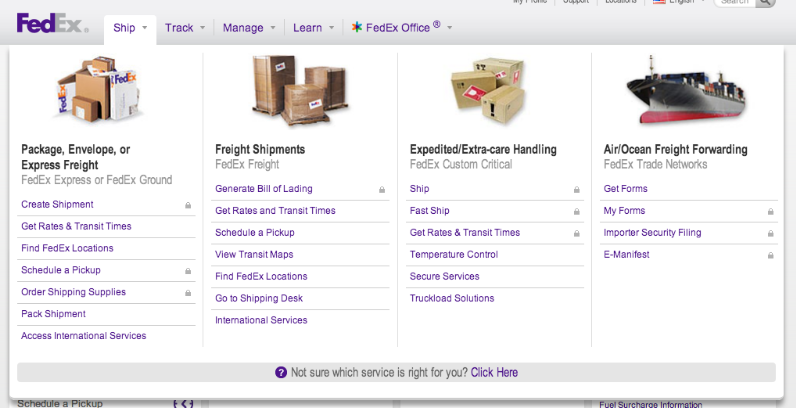 My Profile Support Locations English Search
FedEx®
Ship Track Manage Learn FedEx Office ®
Package, Envelope, or
Express Freight
FedEx Express or FedEx Ground
Create Shipment
Get Rates & Transit Times
Find FedEx Locations
Schedule a Pickup
Order Shipping Supplies
Pack Shipment
Access International Services
Freight Shipments
FedEx Freight
Generate Bill of Lading
Get Rates and Transit Times
Schedule a Pickup
View Transit Maps
Find FedEx Locations
Go to Shipping Desk
International Services
Expedited/Extra-care Handling
FedEx Custom Critical
Ship
Fast Ship
Get Rates & Transit Times
Temperature Control
Secure Services
Truckload Solutions
Air/Ocean Freight Forwarding
FedEx Trade Networks
Get Forms
My Forms
Importer Security Filing
E-Manifest
? Not sure which service is right for you? Click Here
Schedule a Pickup
Fuel Surcharge Information